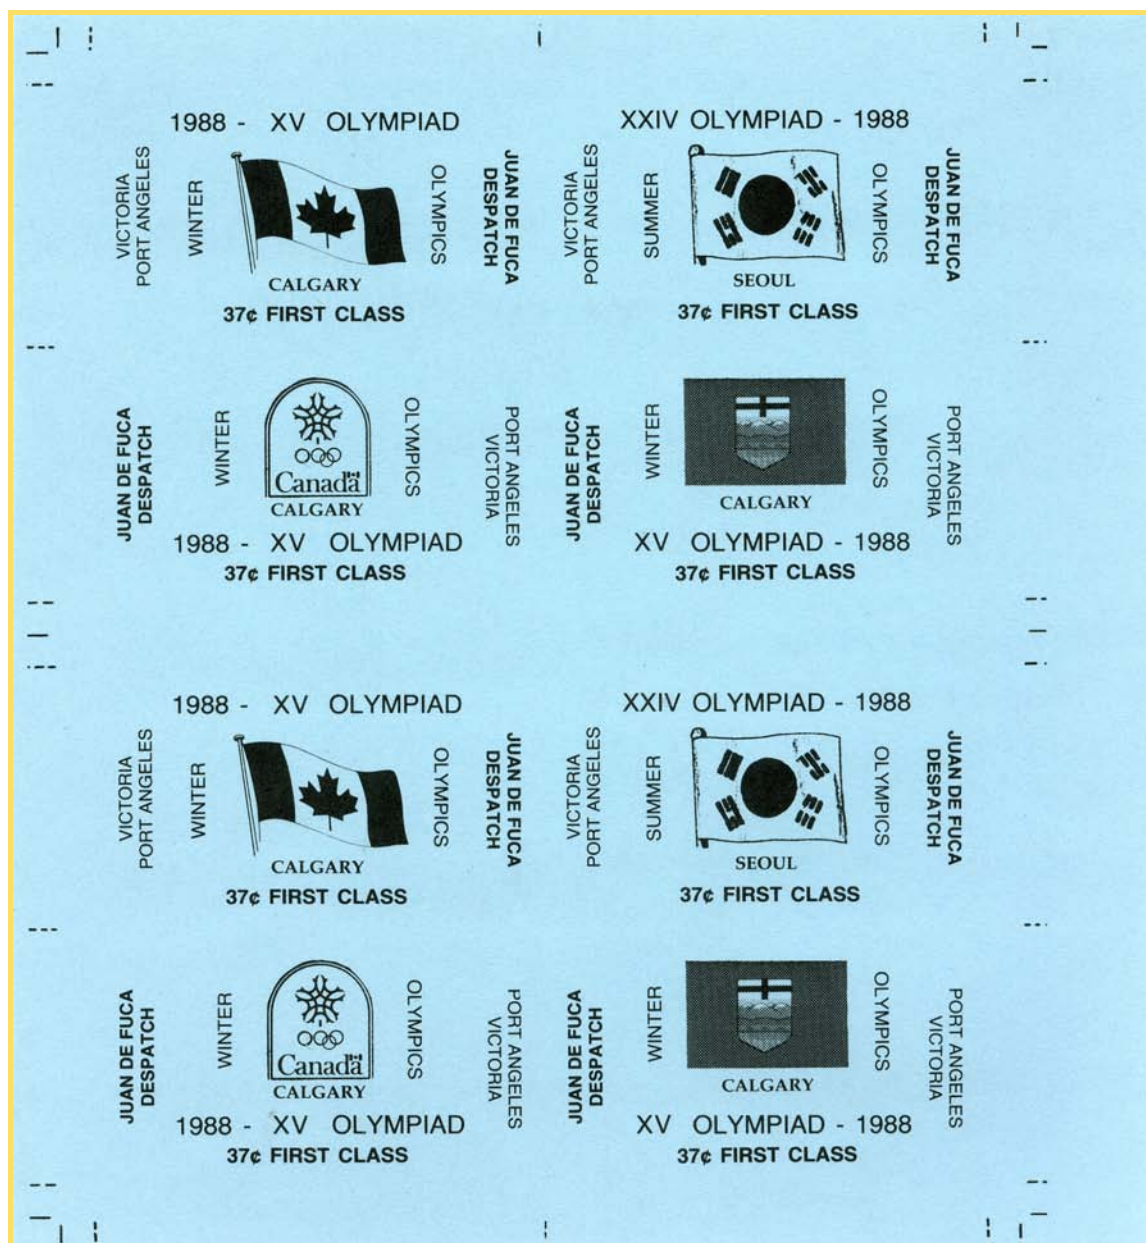 1988 - XV OLYMPIAD
VICTORIA
PORT ANGELES
WINTER
OLYMPICS
JUAN DE FUCA
DESPATCH
CALGARY
37¢ FIRST CLASS
XXIV OLYMPIAD - 1988
VICTORIA
PORT ANGELES
SUMMER
OLYMPICS
JUAN DE FUCA
DESPATCH
SEOUL
37¢ FIRST CLASS
JUAN DE FUCA
DESPATCH
WINTER
Canada
OLYMPICS
PORT ANGELES
VICTORIA
CALGARY
1988 - XV OLYMPIAD
37¢ FIRST CLASS
JUAN DE FUCA
DESPATCH
WINTER
OLYMPICS
PORT ANGELES
VICTORIA
CALGARY
XV OLYMPIAD - 1988
37¢ FIRST CLASS
1988 - XV OLYMPIAD
VICTORIA
PORT ANGELES
WINTER
OLYMPICS
JUAN DE FUCA
DESPATCH
CALGARY
37¢ FIRST CLASS
XXIV OLYMPIAD - 1988
VICTORIA
PORT ANGELES
SUMMER
OLYMPICS
JUAN DE FUCA
DESPATCH
SEOUL
37¢ FIRST CLASS
JUAN DE FUCA
DESPATCH
WINTER
Canada
OLYMPICS
PORT ANGELES
VICTORIA
CALGARY
1988 - XV OLYMPIAD
37¢ FIRST CLASS
JUAN DE FUCA
DESPATCH
WINTER
OLYMPICS
PORT ANGELES
VICTORIA
CALGARY
XV OLYMPIAD - 1988
37¢ FIRST CLASS